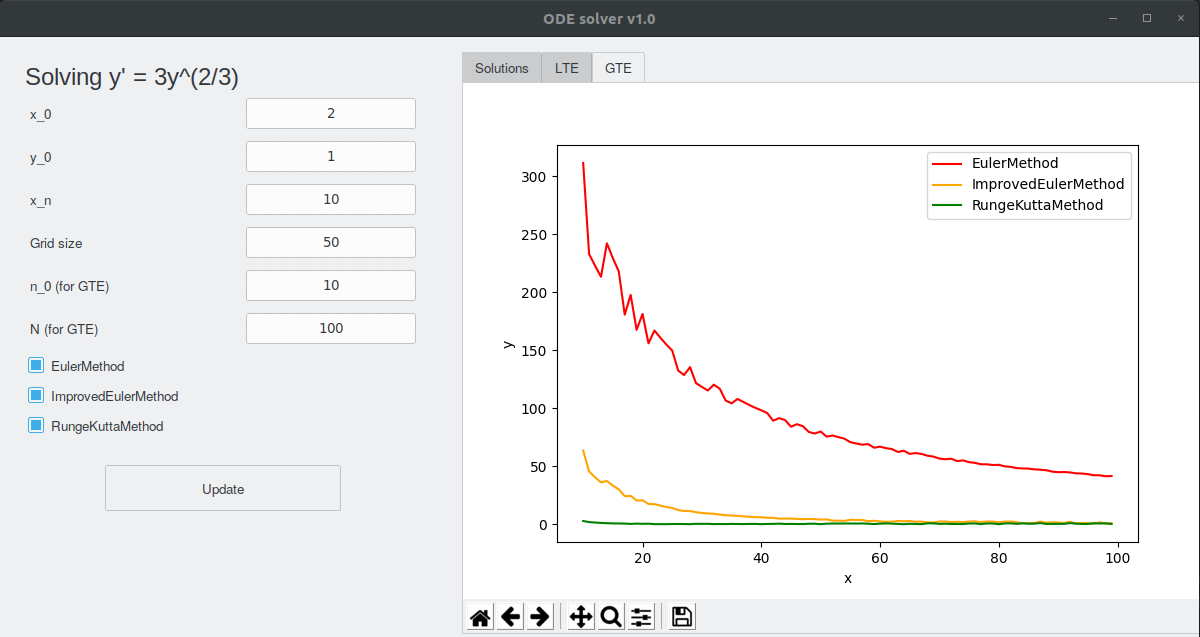 ODE solver v1.0
Solving y' = 3y^(2/3)
x_0 2
y_0 1
x_n 10
Grid size 50
n_0 (for GTE) 10
N (for GTE) 100
EulerMethod
ImprovedEulerMethod
RungeKuttaMethod
Update
Solutions LTE GTE
EulerMethod
ImprovedEulerMethod
RungeKuttaMethod
300
250
200
150
100
50
0
y
20 40 60 80 100
x